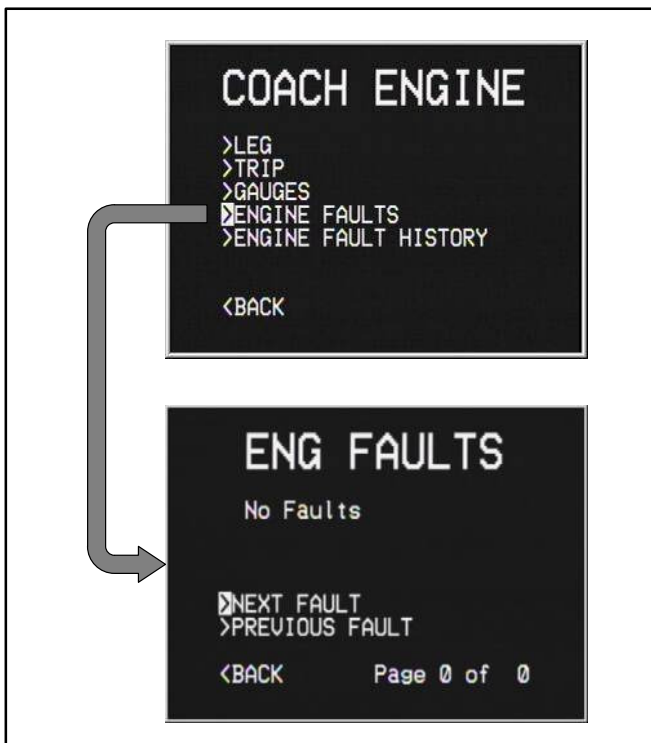 COACH ENGINE
>LEG
>TRIP
>GAUGES
>ENGINE FAULTS
>ENGINE FAULT HISTORY
<BACK
ENG FAULTS
No Faults
>NEXT FAULT
>PREVIOUS FAULT
<BACK Page 0 of 0